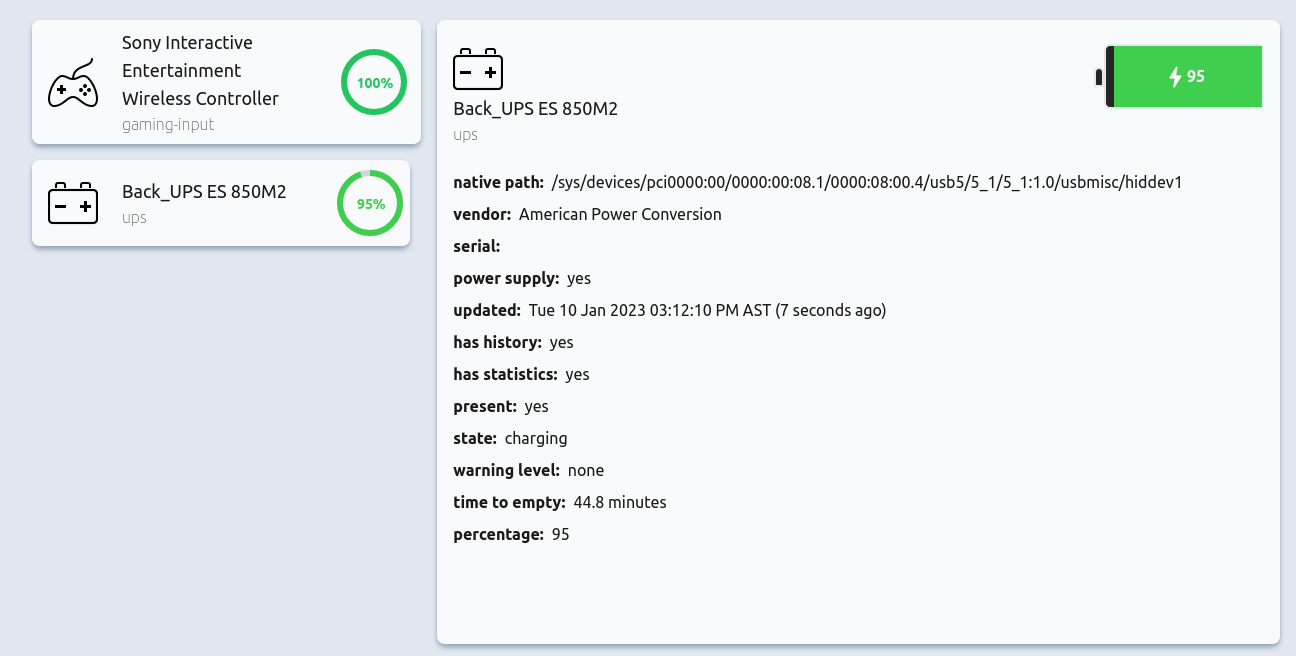 Sony Interactive
Entertainment
Wireless Controller
gaming-input
100%
Back_UPS ES 850M2
ups
95%
Back_UPS ES 850M2
ups
95
native path: /sys/devices/pci0000:00/0000:00:08.1/0000:08:00.4/usb5/5_1/5_1:1.0/usbmisc/hiddev1
vendor: American Power Conversion
serial:
power supply: yes
updated: Tue 10 Jan 2023 03:12:10 PM AST (7 seconds ago)
has history: yes
has statistics: yes
present: yes
state: charging
warning level: none
time to empty: 44.8 minutes
percentage: 95